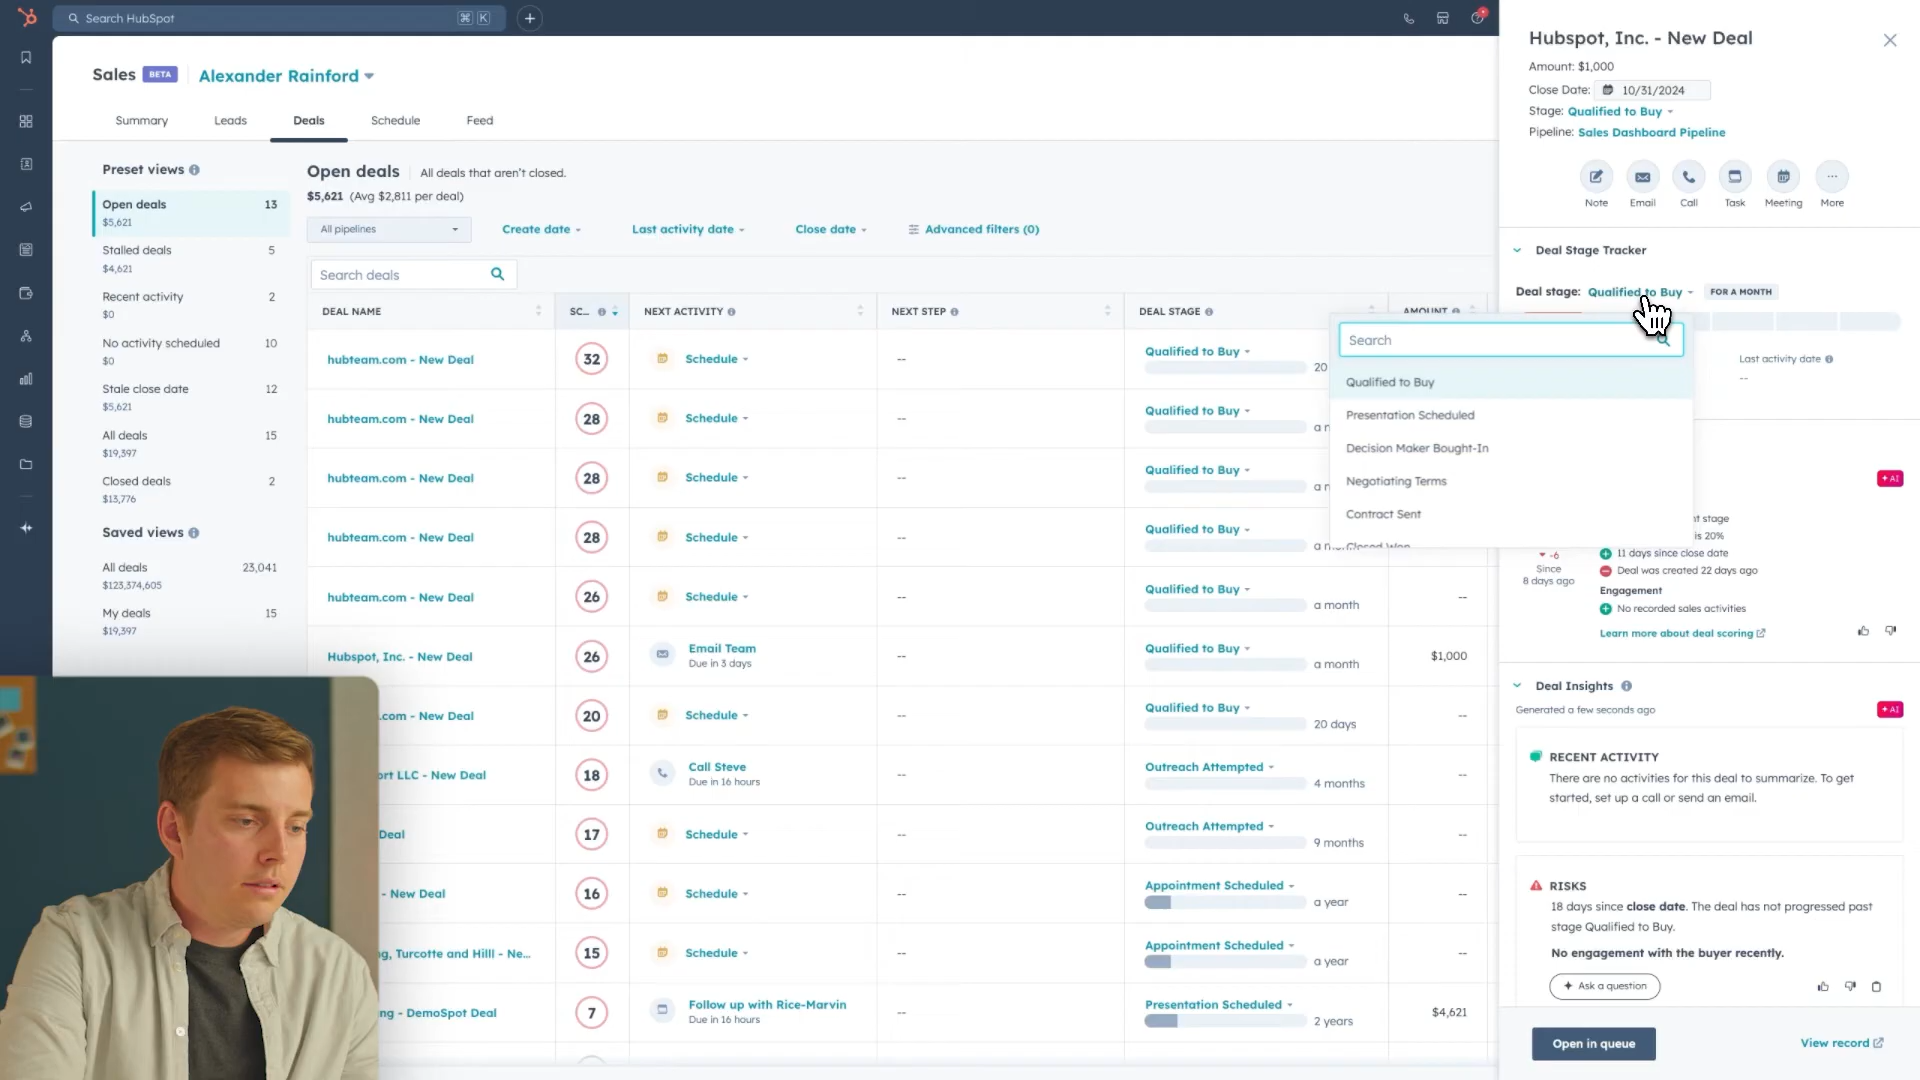 Search HubSpot
⌘ K
Sales BETA Alexander Rainford
Summary Leads Deals Schedule Feed
Preset views
Open deals 13
$5,621
Stalled deals 5
$4,621
Recent activity 2
$0
No activity scheduled 10
$0
Stale close date 12
$5,621
All deals 15
$19,397
Closed deals 2
$13,776
Saved views
All deals 23,041
$123,374,605
My deals 15
$19,397
Open deals All deals that aren't closed.
$5,621 (Avg $2,811 per deal)
All pipelines Create date Last activity date Close date Advanced filters (0)
Search deals
DEAL NAME SC... NEXT ACTIVITY NEXT STEP DEAL STAGE AMOUNT
hubteam.com - New Deal 32 Schedule -- Qualified to Buy 20
hubteam.com - New Deal 28 Schedule -- Qualified to Buy
hubteam.com - New Deal 28 Schedule -- Qualified to Buy
hubteam.com - New Deal 28 Schedule -- Qualified to Buy
hubteam.com - New Deal 26 Schedule -- Qualified to Buy a month --
Hubspot, Inc. - New Deal 26 Email Team Due in 3 days -- Qualified to Buy a month $1,000
.com - New Deal 20 Schedule -- Qualified to Buy 20 days --
ort LLC - New Deal 18 Call Steve Due in 16 hours -- Outreach Attempted 4 months --
Deal 17 Schedule -- Outreach Attempted 9 months --
- New Deal 16 Schedule -- Appointment Scheduled a year --
ng, Turcotte and Hilll - Ne... 15 Schedule -- Appointment Scheduled a year --
ng - DemoSpot Deal 7 Follow up with Rice-Marvin Due in 16 hours -- Presentation Scheduled 2 years $4,621
Hubspot, Inc. - New Deal
Amount: $1,000
Close Date: 10/31/2024
Stage: Qualified to Buy
Pipeline: Sales Dashboard Pipeline
Note Email Call Task Meeting More
Deal Stage Tracker
Deal stage: Qualified to Buy FOR A MONTH
Search
Qualified to Buy
Presentation Scheduled
Decision Maker Bought-In
Negotiating Terms
Contract Sent
Closed Won
Last activity date
--
+ AI
nt stage
is 20%
-6
Since
8 days ago
11 days since close date
Deal was created 22 days ago
Engagement
No recorded sales activities
Learn more about deal scoring
Deal Insights
Generated a few seconds ago
+ AI
RECENT ACTIVITY
There are no activities for this deal to summarize. To get
started, set up a call or send an email.
RISKS
18 days since close date. The deal has not progressed past
stage Qualified to Buy.
No engagement with the buyer recently.
Ask a question
Open in queue View record